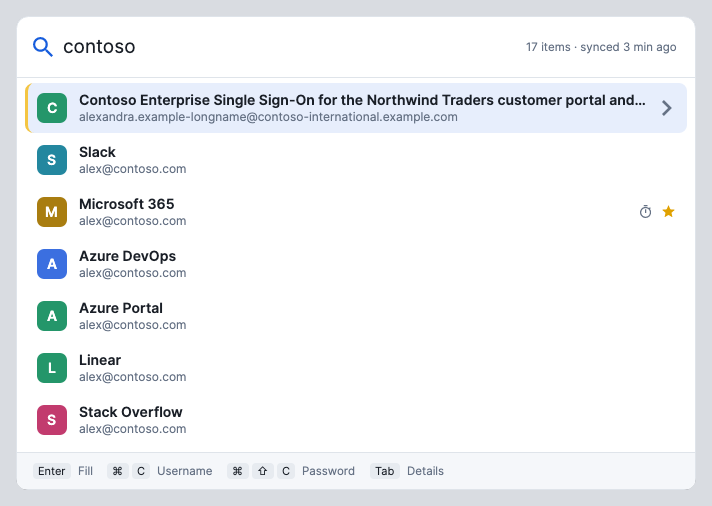 contoso
17 items · synced 3 min ago
C
Contoso Enterprise Single Sign-On for the Northwind Traders customer portal and…
alexandra.example-longname@contoso-international.example.com
S
Slack
alex@contoso.com
M
Microsoft 365
alex@contoso.com
A
Azure DevOps
alex@contoso.com
A
Azure Portal
alex@contoso.com
L
Linear
alex@contoso.com
S
Stack Overflow
alex@contoso.com
Enter Fill ⌘ C Username ⌘ ⇧ C Password Tab Details